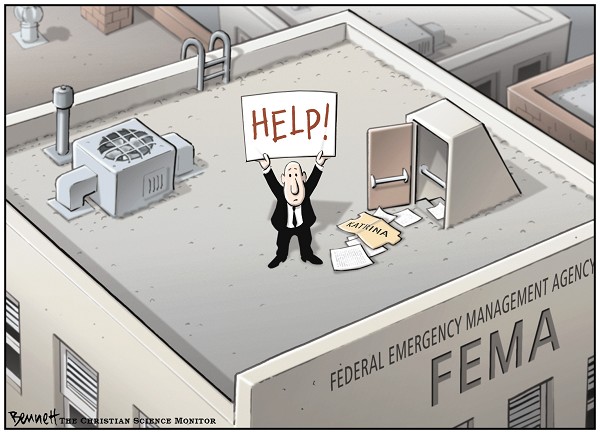 HELP!
KATRINA
FEDERAL EMERGENCY MANAGEMENT AGENCY
FEMA
Bennett THE CHRISTIAN SCIENCE MONITOR